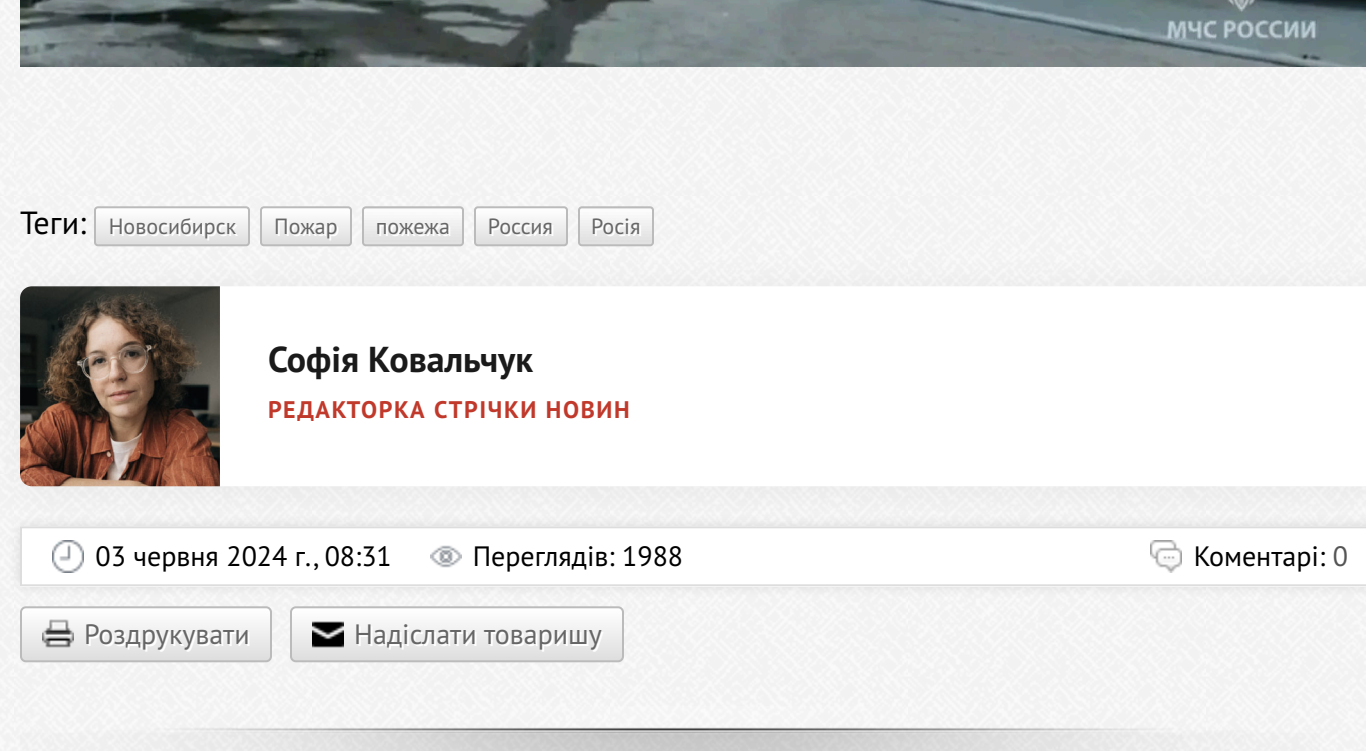 МЧС РОССИИ
Теги: Новосибирск Пожар пожежа Россия Росія
Софія Ковальчук
РЕДАКТОРКА СТРІЧКИ НОВИН
03 червня 2024 г., 08:31 Переглядів: 1988 Коментарі: 0
Роздрукувати Надіслати товаришу